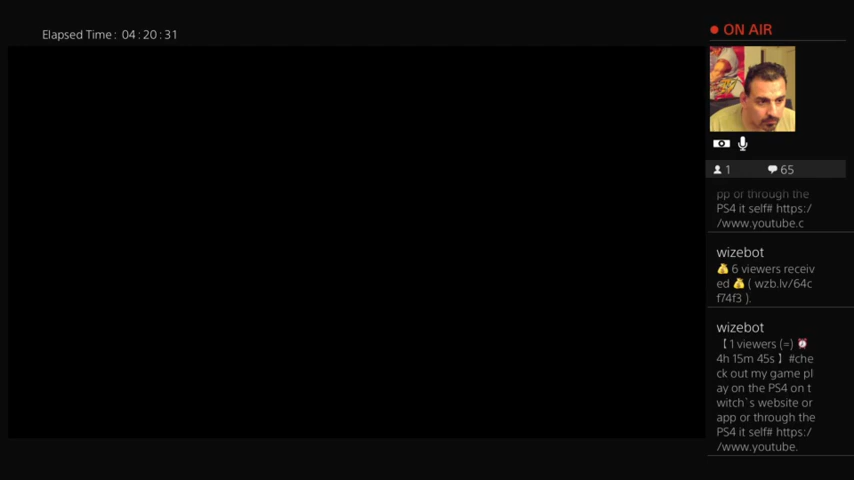 Elapsed Time: 04:20:31
ON AIR
1 65
pp or through the
PS4 it self# https:/
/www.youtube.c
wizebot
💰 6 viewers receiv
ed 💰 ( wzb.lv/64c
f74f3 ).
wizebot
【 1 viewers (=) ⏰
4h 15m 45s 】#che
ck out my game pl
ay on the PS4 on t
witch`s website or
app or through the
PS4 it self# https:/
/www.youtube.